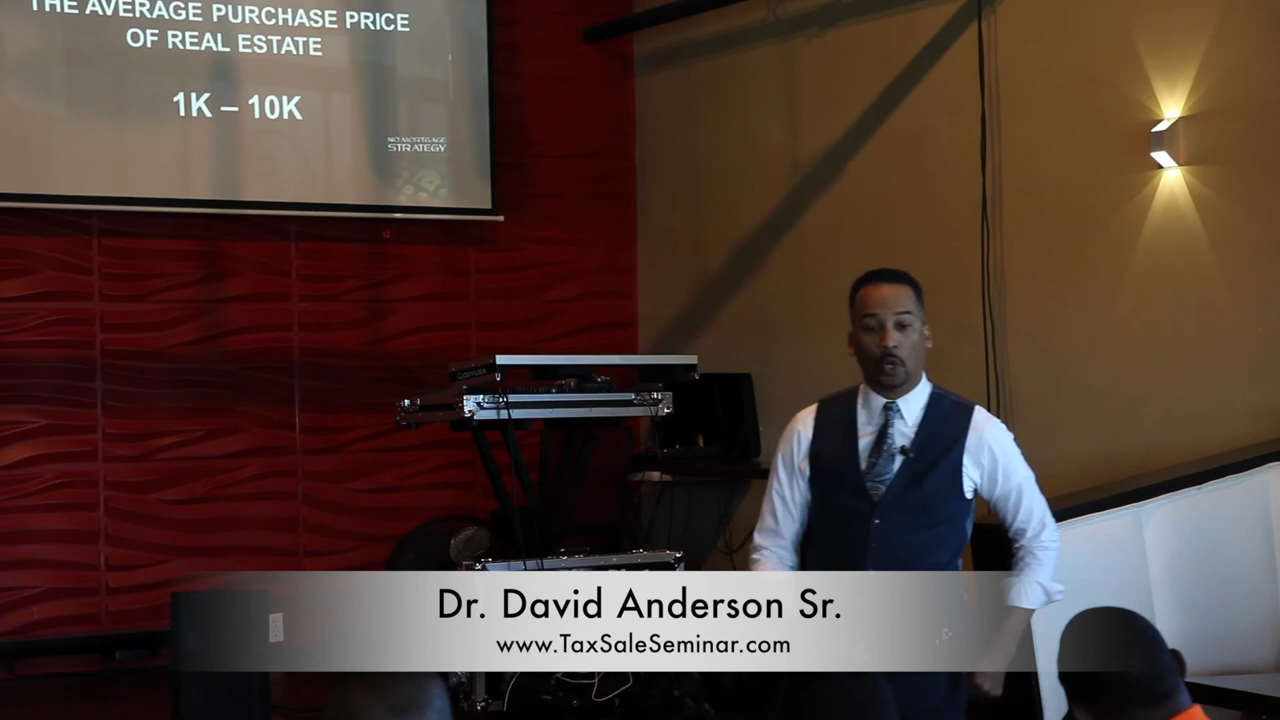 THE AVERAGE PURCHASE PRICE
OF REAL ESTATE
1K – 10K
NO MORTGAGE
STRATEGY
Dr. David Anderson Sr.
www.TaxSaleSeminar.com